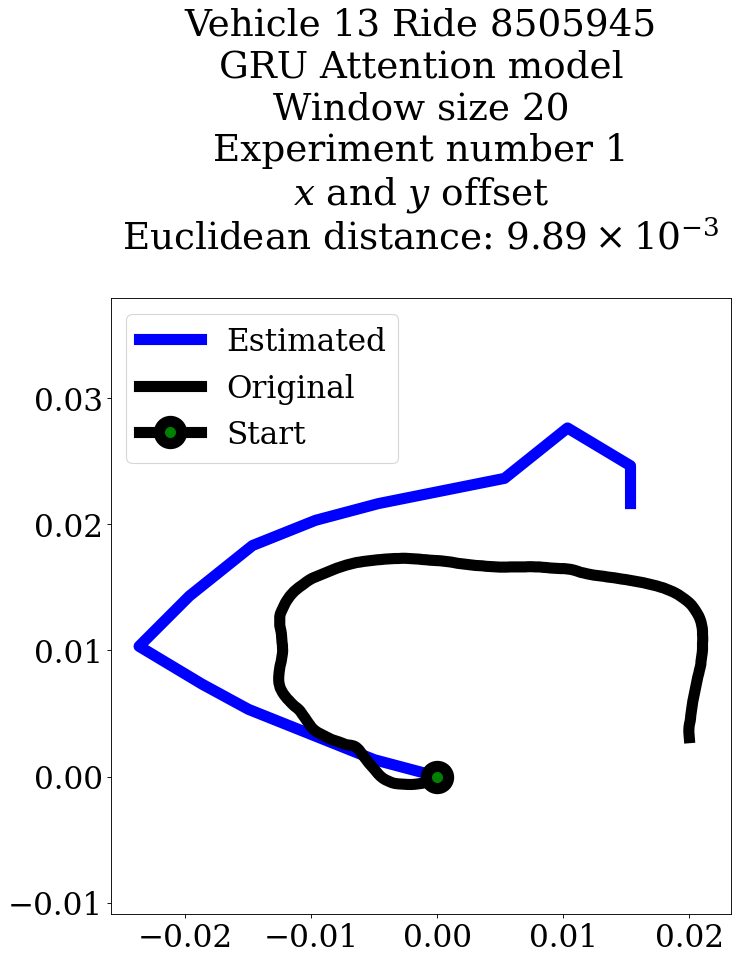 Vehicle 13 Ride 8505945
GRU Attention model
Window size 20
Experiment number 1
x and y offset
Euclidean distance: 9.89 × 10⁻³
Estimated
Original
Start
0.03
0.02
0.01
0.00
−0.01
−0.02 −0.01 0.00 0.01 0.02